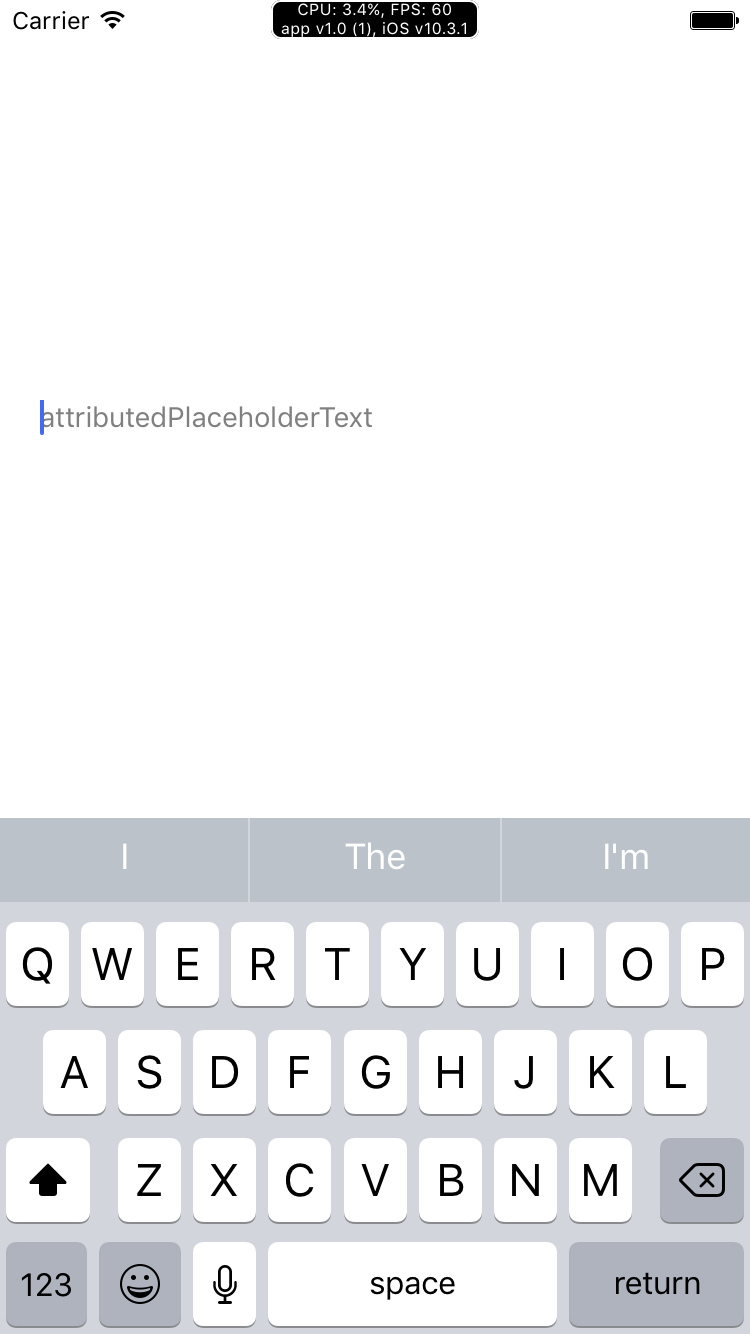 Carrier
CPU: 3.4%, FPS: 60
app v1.0 (1), iOS v10.3.1
attributedPlaceholderText
I The I'm
Q W E R T Y U I O P
A S D F G H J K L
Z X C V B N M
123 space return